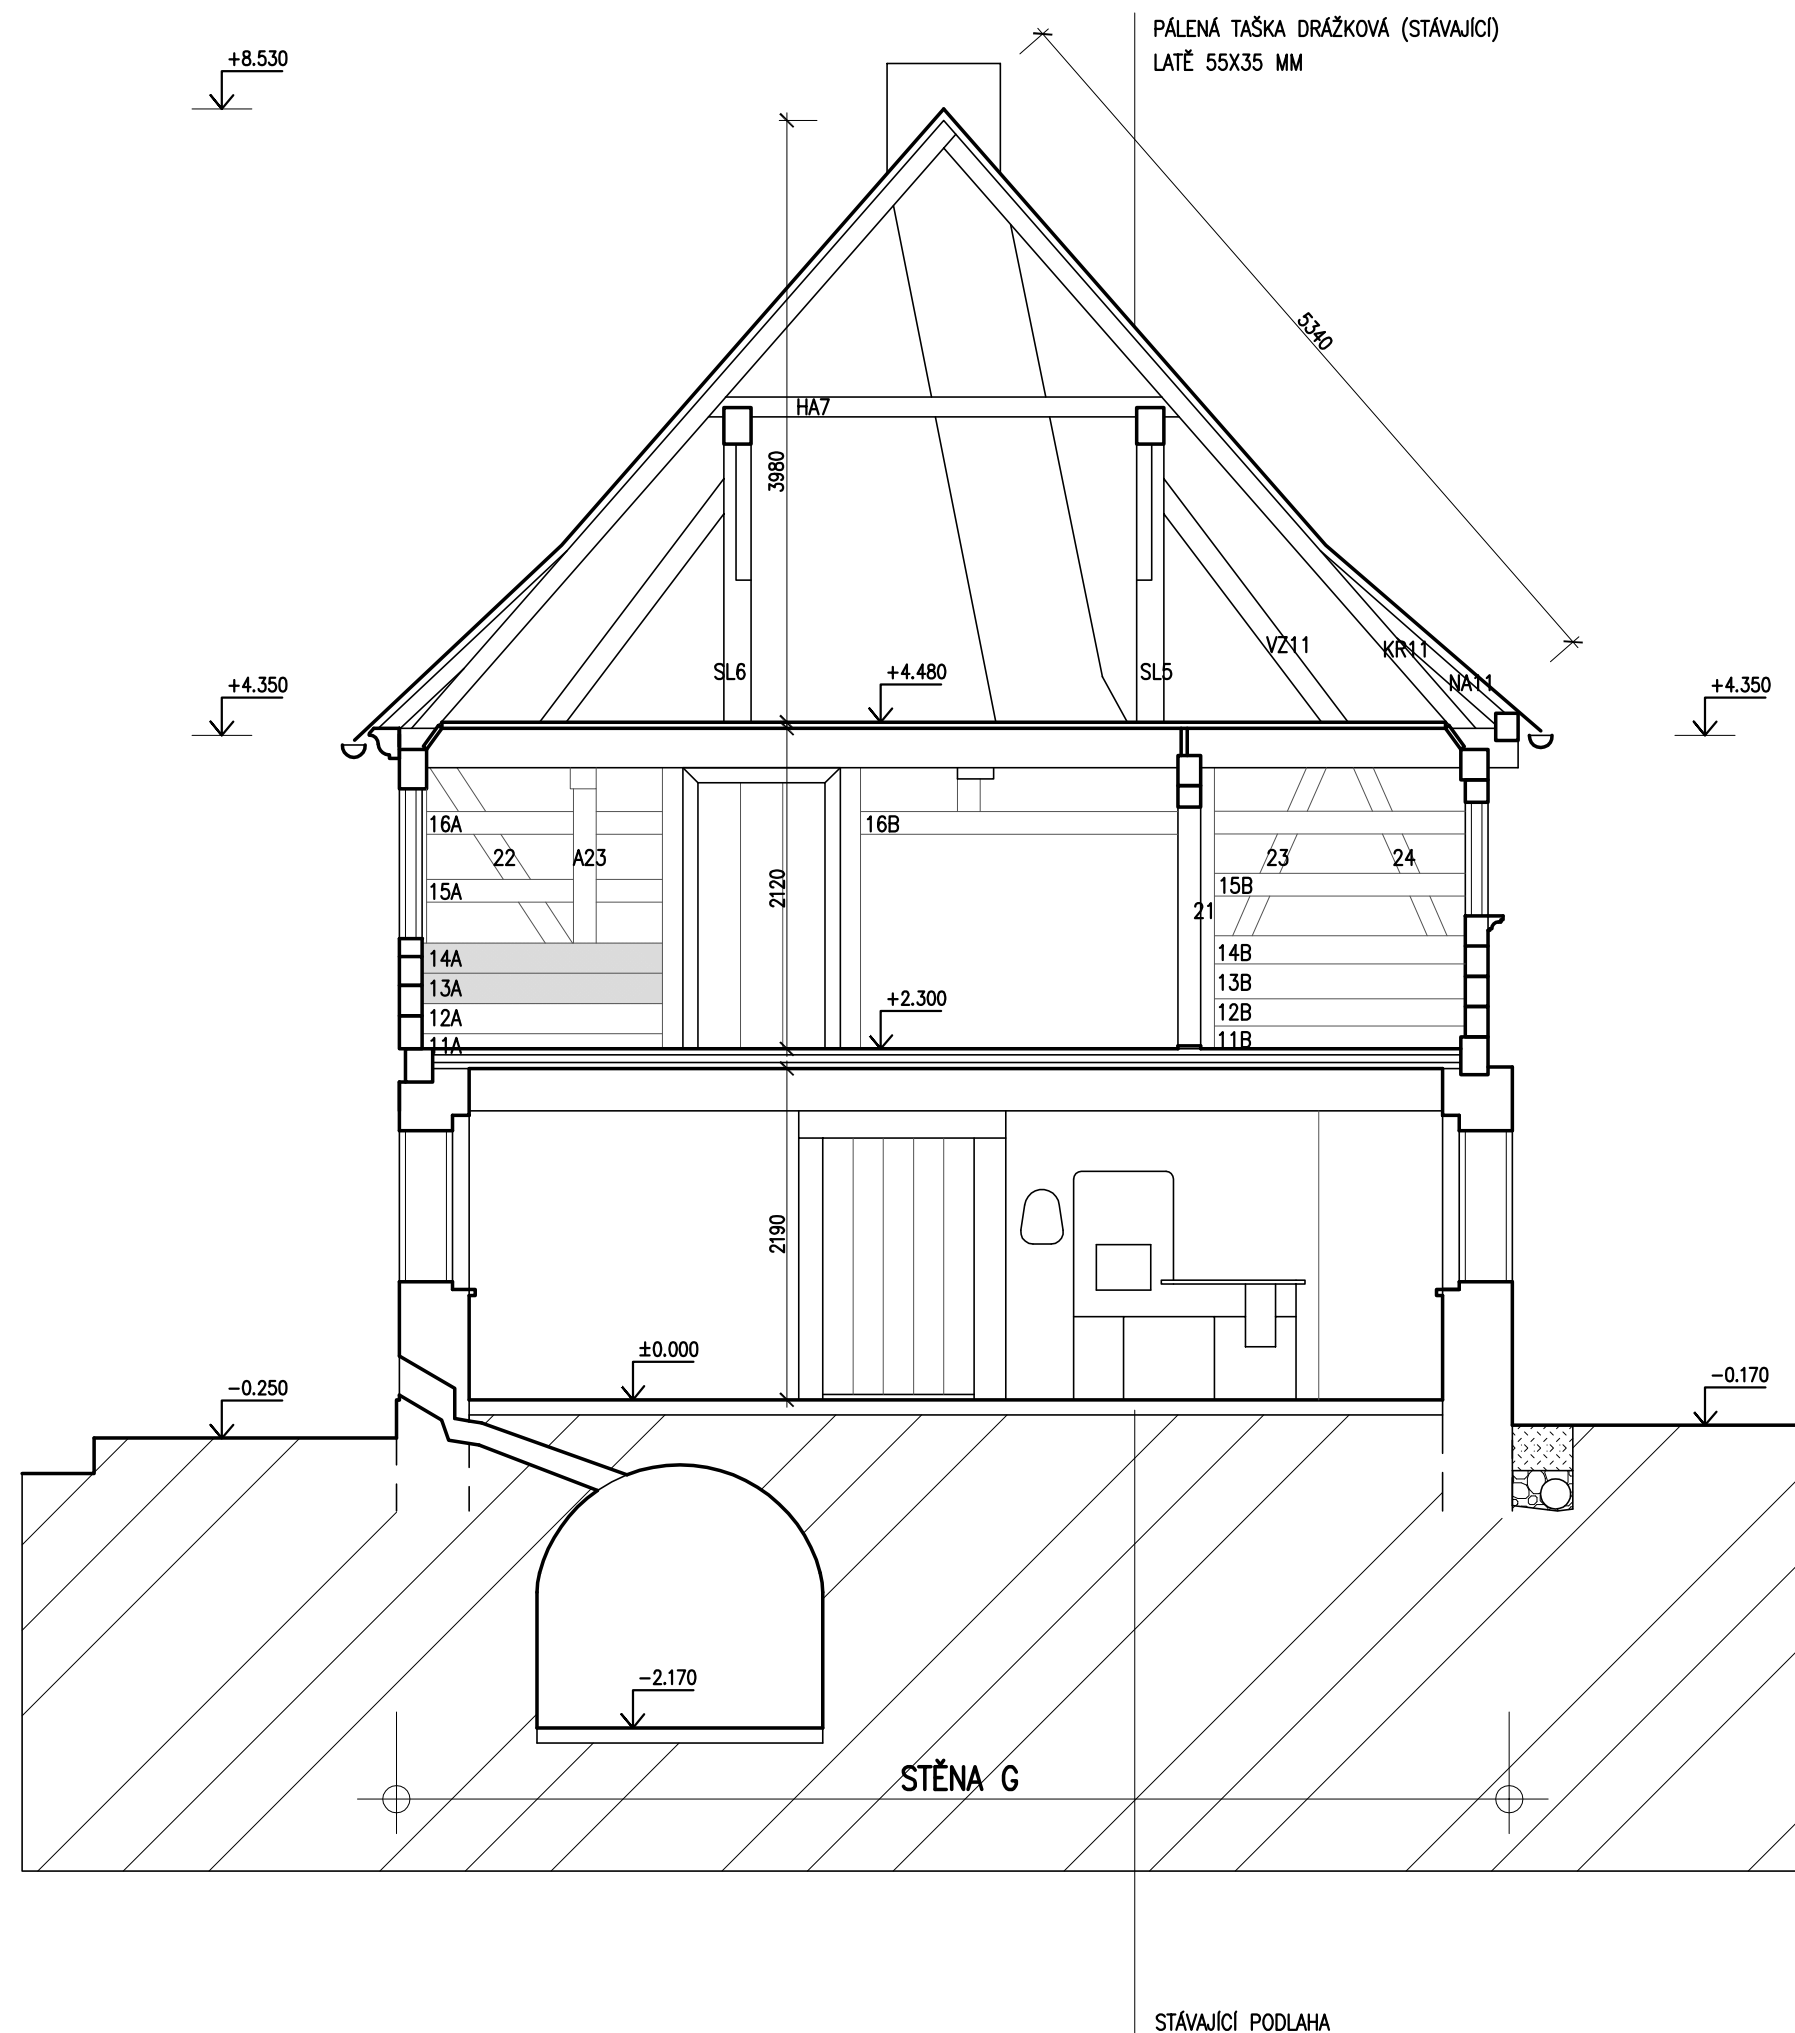 PÁLENÁ TAŠKA DRÁŽKOVÁ (STÁVAJÍCÍ)
LATĚ 55X35 MM
+8.530
5340
HA7
3980
VZ11
KR11
SL6
SL5
NA11
+4.350
+4.480
+4.350
16A
16B
22
A23
23
24
15A
15B
2120
21
14A
14B
13A
13B
+2.300
12A
12B
11A
11B
2190
±0.000
-0.250
-0.170
-2.170
STĚNA G
STÁVAJÍCÍ PODLAHA